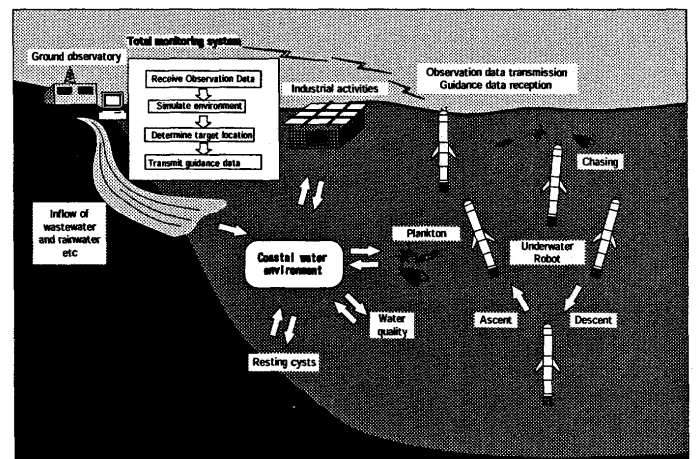 Total monitoring system
Ground observatory
Receive Observation Data
Simulate environment
Determine target location
Transmit guidance data
Industrial activities
Observation data transmission
Guidance data reception
Chasing
Inflow of
wastewater
and rainwater
etc
Plankton
Underwater
Robot
Coastal water
environment
Water
quality
Ascent
Descent
Resting cysts